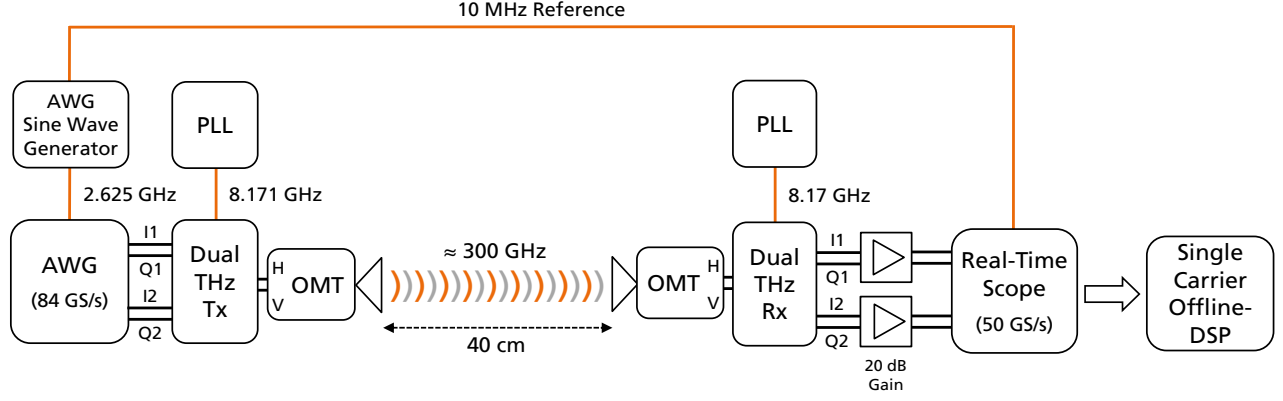 10 MHz Reference
AWG
Sine Wave
Generator
PLL
PLL
2.625 GHz
8.171 GHz
8.17 GHz
AWG
(84 GS/s)
I1
Q1
I2
Q2
Dual
THz
Tx
H
V
OMT
≈ 300 GHz
40 cm
OMT
H
V
Dual
THz
Rx
I1
Q1
I2
Q2
20 dB
Gain
Real-Time
Scope
(50 GS/s)
Single
Carrier
Offline-
DSP